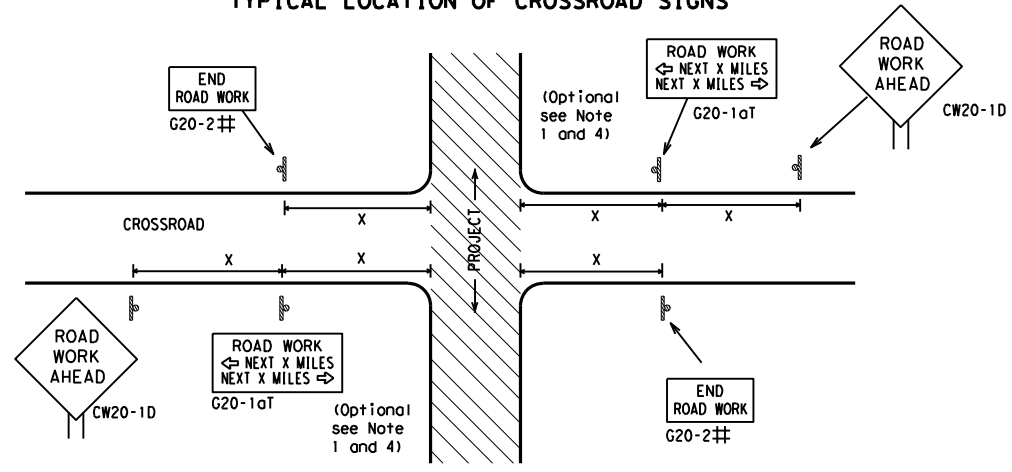 TYPICAL LOCATION OF CROSSROAD SIGNS
END
ROAD WORK
G20-2#
(Optional
see Note
1 and 4)
ROAD WORK
⇦ NEXT X MILES
NEXT X MILES ⇨
G20-1aT
ROAD
WORK
AHEAD
CW20-1D
CROSSROAD
X
X
X
PROJECT
X
X
X
ROAD
WORK
AHEAD
CW20-1D
ROAD WORK
⇦ NEXT X MILES
NEXT X MILES ⇨
G20-1aT
(Optional
see Note
1 and 4)
END
ROAD WORK
G20-2#